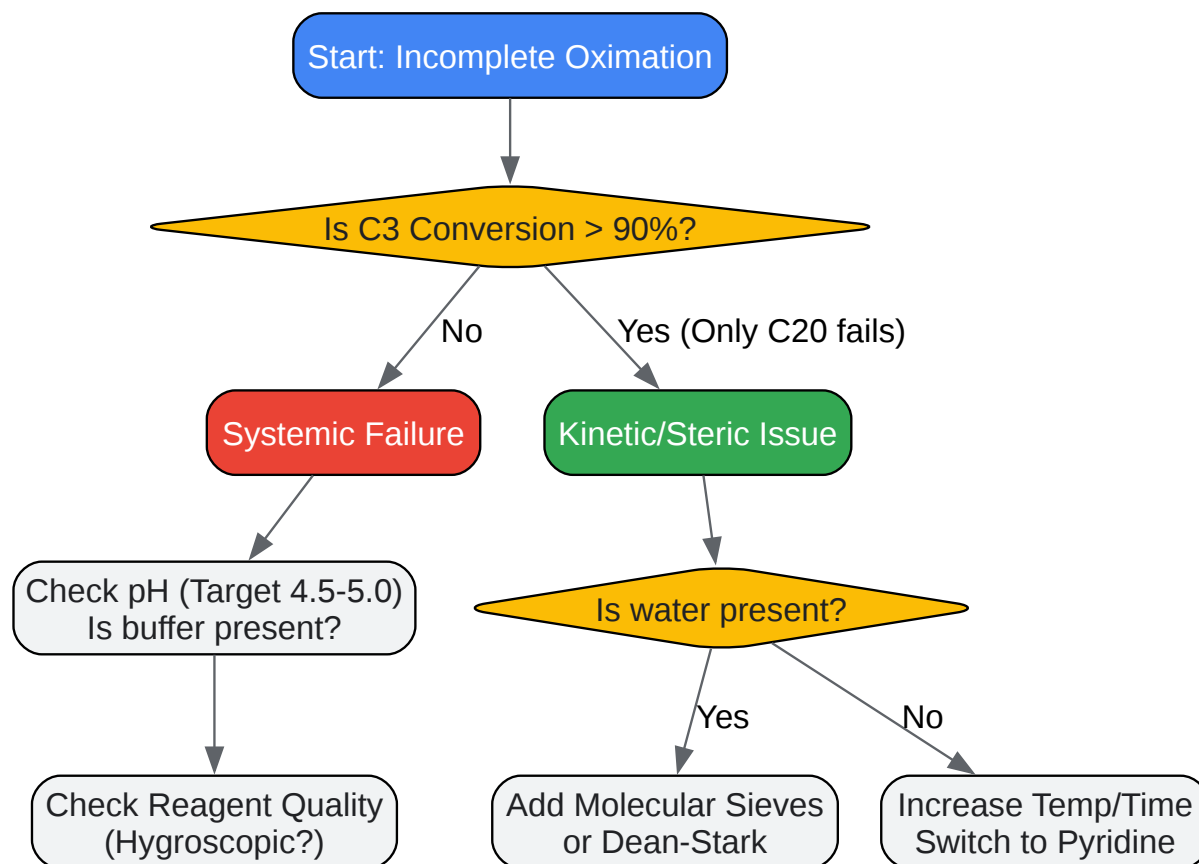 Start: Incomplete Oximation
Is C3 Conversion > 90%?
No
Yes (Only C20 fails)
Systemic Failure
Kinetic/Steric Issue
Check pH (Target 4.5-5.0)
Is buffer present?
Is water present?
Yes
No
Check Reagent Quality
(Hygroscopic?)
Add Molecular Sieves
or Dean-Stark
Increase Temp/Time
Switch to Pyridine